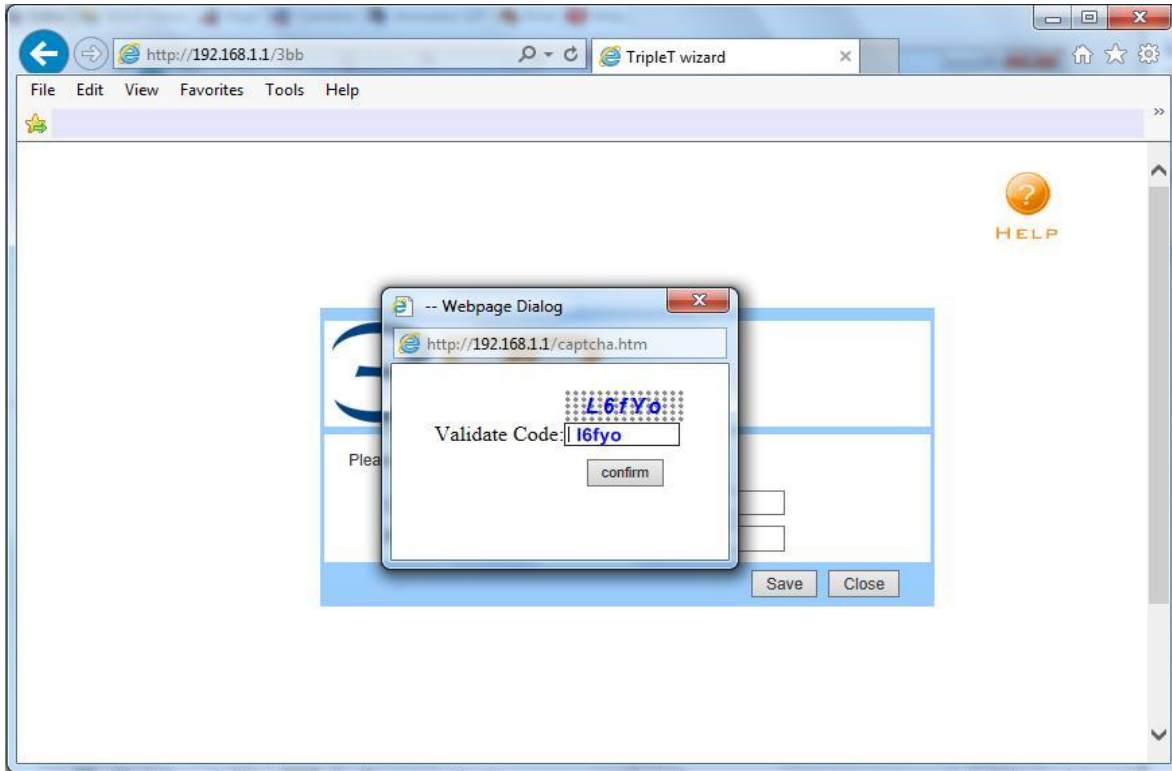 http://192.168.1.1/3bb
TripleT wizard
File Edit View Favorites Tools Help
HELP
-- Webpage Dialog
http://192.168.1.1/captcha.htm
L6fYo
Validate Code: l6fyo
confirm
Plea
Save Close